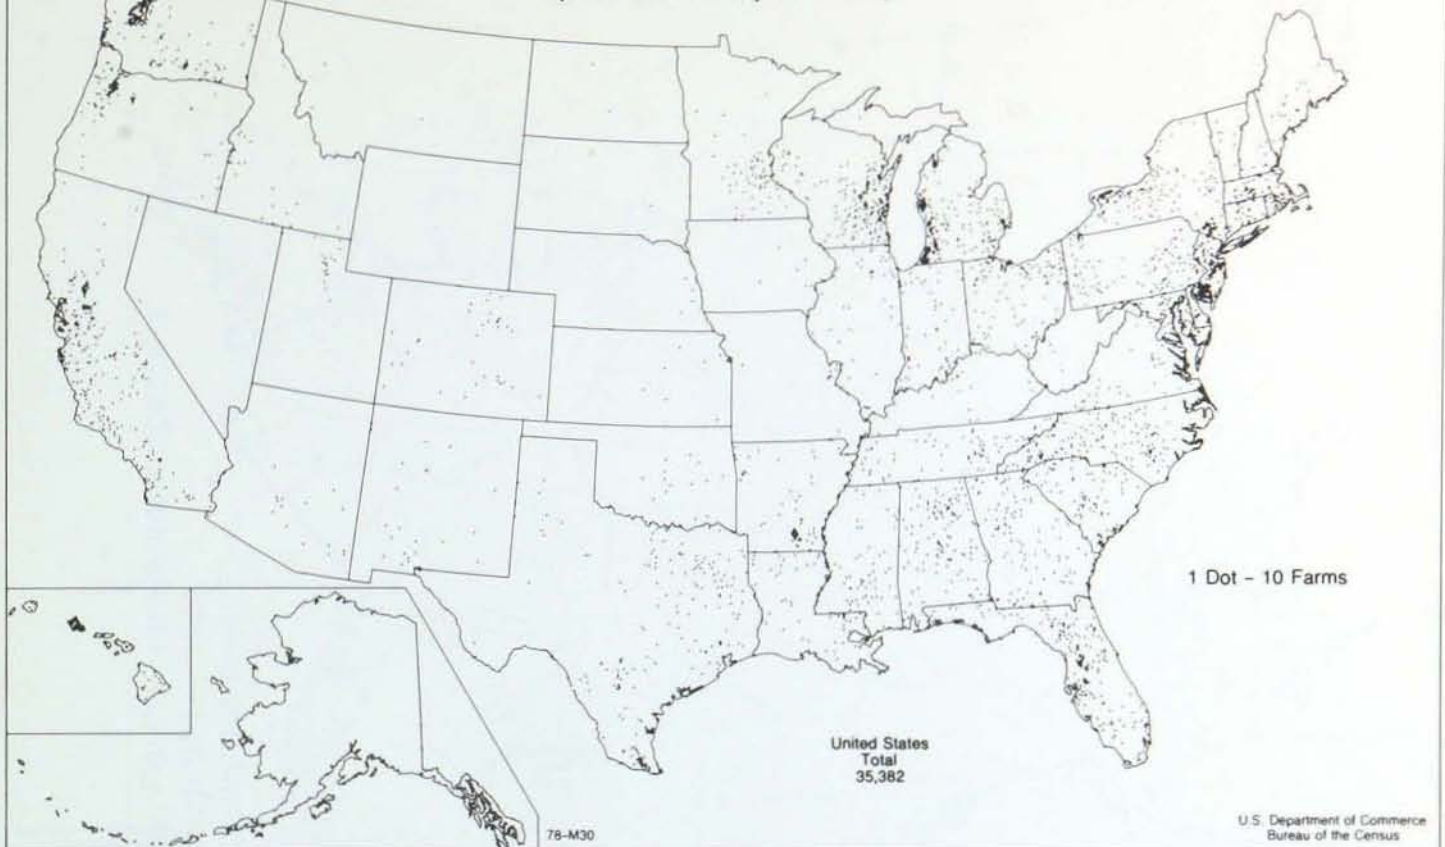 1 Dot – 10 Farms
United States
Total
35,382
78-M30
U.S. Department of Commerce
Bureau of the Census